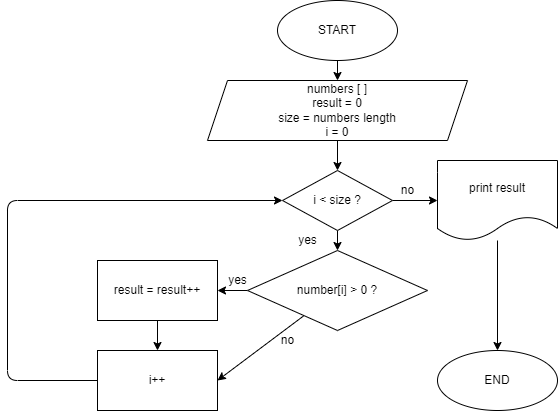 START
numbers [ ]
result = 0
size = numbers length
i = 0
i < size ?
no
print result
yes
number[i] > 0 ?
yes
result = result++
no
i++
END